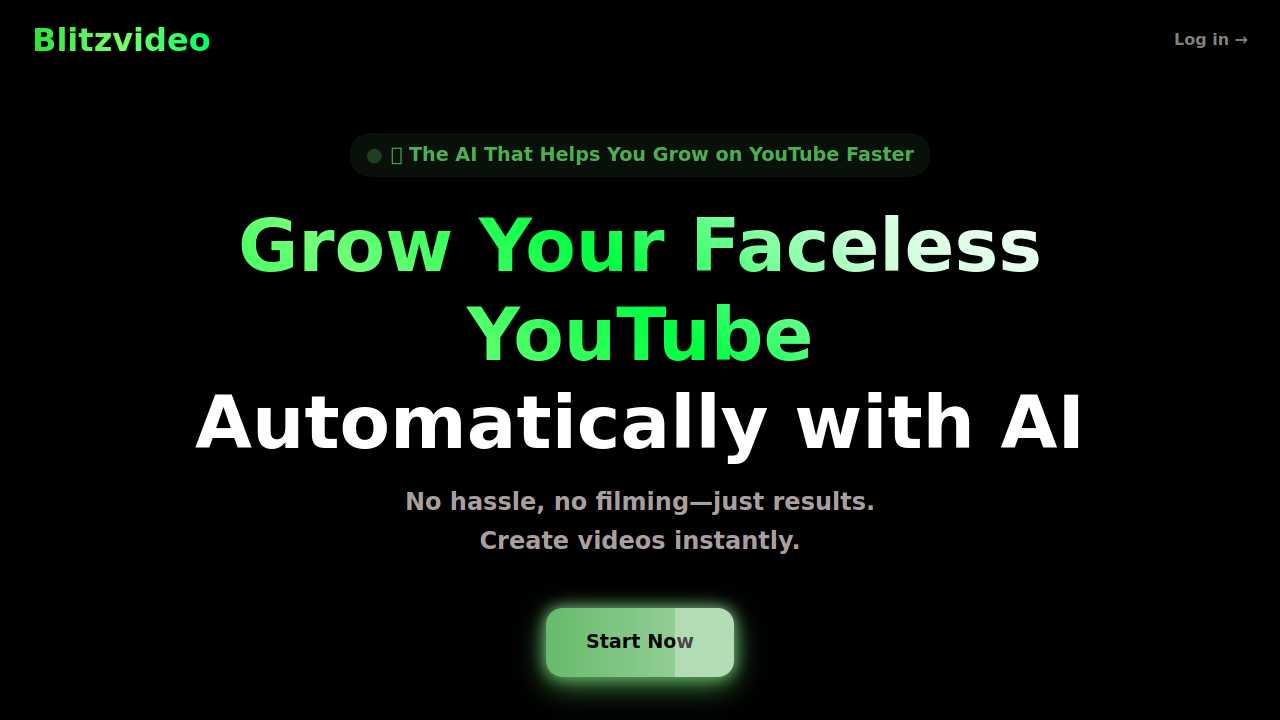 Blitzvideo
Log in →
The AI That Helps You Grow on YouTube Faster
Grow Your Faceless
YouTube
Automatically with AI
No hassle, no filming—just results.
Create videos instantly.
Start Now